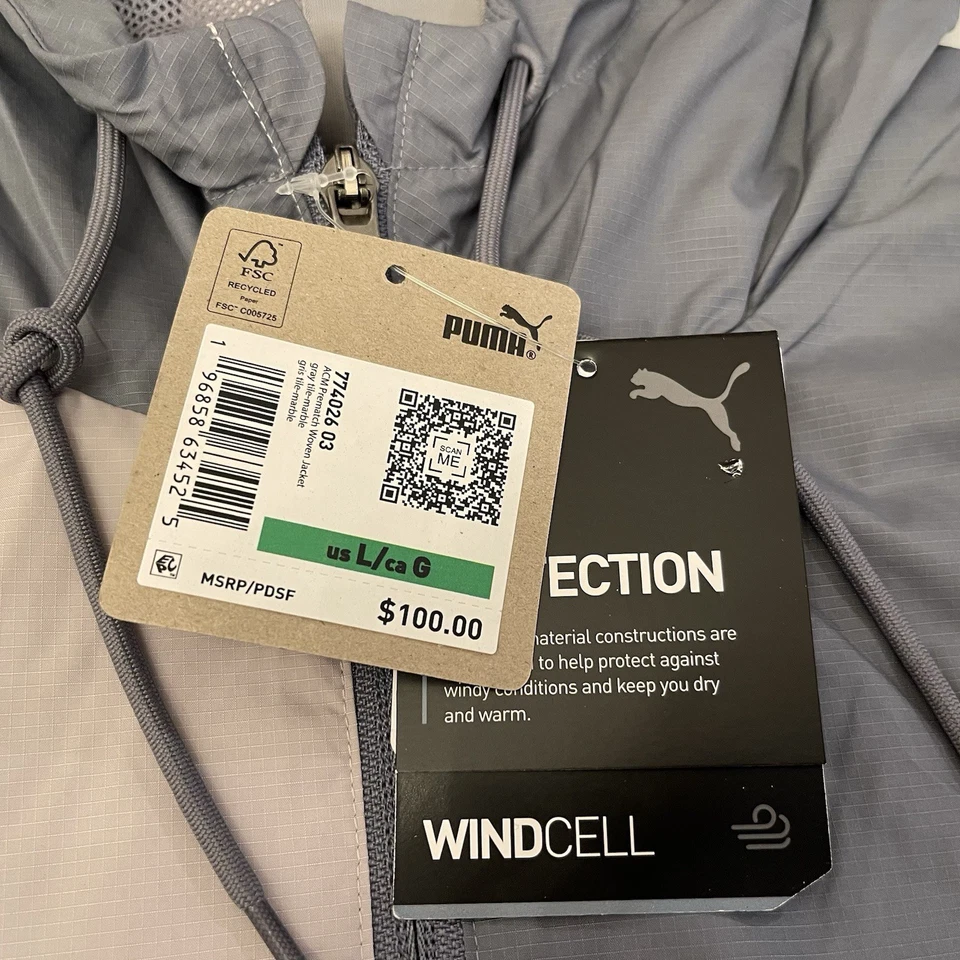 FSC
RECYCLED
Paper
FSC™ C005725
PUMA®
774026 03
ACM Prematch Woven Jacket
gray tile-marble
gris tile-marble
1 96858 63452 5
SCAN
ME
US L/CA G
MSRP/PDSF
$100.00
ECTION
material constructions are
to help protect against
windy conditions and keep you dry
and warm.
WINDCELL